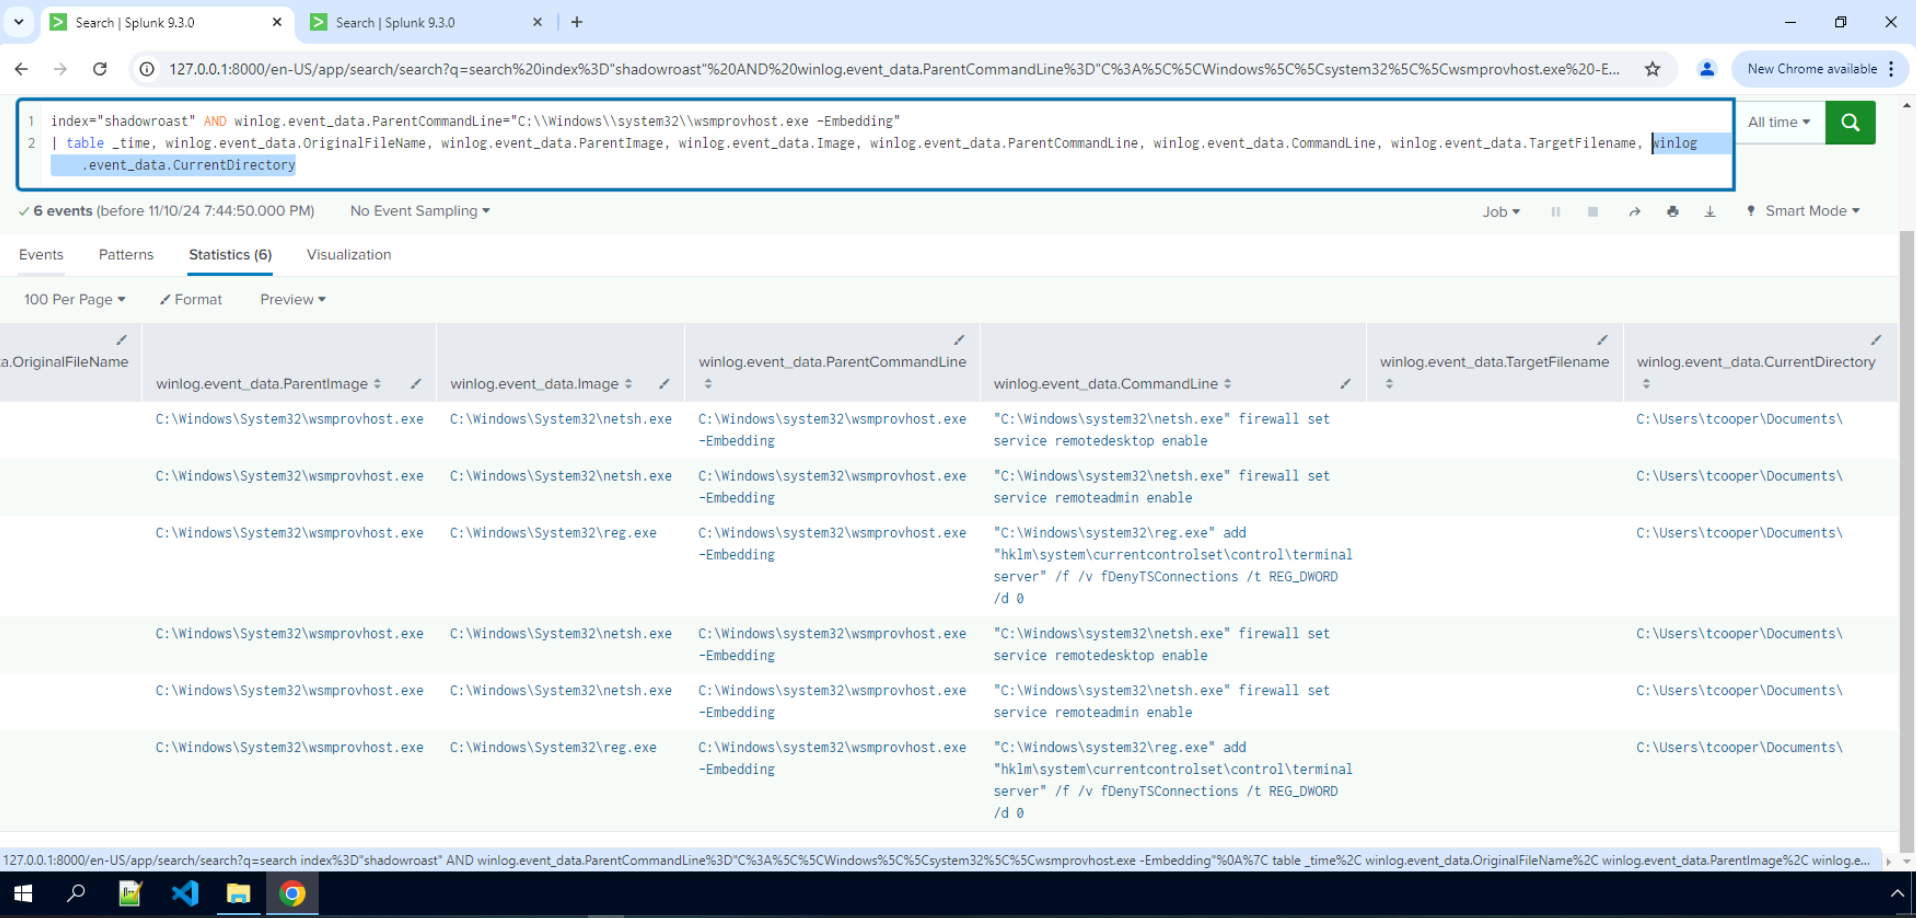 Search | Splunk 9.3.0
Search | Splunk 9.3.0
127.0.0.1:8000/en-US/app/search/search?q=search%20index%3D"shadowroast"%20AND%20winlog.event_data.ParentCommandLine%3D"C%3A%5C%5CWindows%5C%5Csystem32%5C%5Cwsmprovhost.exe%20-E...
New Chrome available
1 index="shadowroast" AND winlog.event_data.ParentCommandLine="C:\\Windows\\system32\\wsmprovhost.exe -Embedding"
2 | table _time, winlog.event_data.OriginalFileName, winlog.event_data.ParentImage, winlog.event_data.Image, winlog.event_data.ParentCommandLine, winlog.event_data.CommandLine, winlog.event_data.TargetFilename, winlog
.event_data.CurrentDirectory
All time
6 events (before 11/10/24 7:44:50.000 PM)
No Event Sampling
Job
Smart Mode
Events Patterns Statistics (6) Visualization
100 Per Page Format Preview
a.OriginalFileName
winlog.event_data.ParentImage
winlog.event_data.Image
winlog.event_data.ParentCommandLine
winlog.event_data.CommandLine
winlog.event_data.TargetFilename
winlog.event_data.CurrentDirectory
C:\Windows\System32\wsmprovhost.exe C:\Windows\System32\netsh.exe C:\Windows\system32\wsmprovhost.exe "C:\Windows\system32\netsh.exe" firewall set C:\Users\tcooper\Documents\
-Embedding service remotedesktop enable
C:\Windows\System32\wsmprovhost.exe C:\Windows\System32\netsh.exe C:\Windows\system32\wsmprovhost.exe "C:\Windows\system32\netsh.exe" firewall set C:\Users\tcooper\Documents\
-Embedding service remoteadmin enable
C:\Windows\System32\wsmprovhost.exe C:\Windows\System32\reg.exe C:\Windows\system32\wsmprovhost.exe "C:\Windows\system32\reg.exe" add C:\Users\tcooper\Documents\
-Embedding "hklm\system\currentcontrolset\control\terminal
server" /f /v fDenyTSConnections /t REG_DWORD
/d 0
C:\Windows\System32\wsmprovhost.exe C:\Windows\System32\netsh.exe C:\Windows\system32\wsmprovhost.exe "C:\Windows\system32\netsh.exe" firewall set C:\Users\tcooper\Documents\
-Embedding service remotedesktop enable
C:\Windows\System32\wsmprovhost.exe C:\Windows\System32\netsh.exe C:\Windows\system32\wsmprovhost.exe "C:\Windows\system32\netsh.exe" firewall set C:\Users\tcooper\Documents\
-Embedding service remoteadmin enable
C:\Windows\System32\wsmprovhost.exe C:\Windows\System32\reg.exe C:\Windows\system32\wsmprovhost.exe "C:\Windows\system32\reg.exe" add C:\Users\tcooper\Documents\
-Embedding "hklm\system\currentcontrolset\control\terminal
server" /f /v fDenyTSConnections /t REG_DWORD
/d 0
127.0.0.1:8000/en-US/app/search/search?q=search index%3D"shadowroast" AND winlog.event_data.ParentCommandLine%3D"C%3A%5C%5CWindows%5C%5Csystem32%5C%5Cwsmprovhost.exe -Embedding"%0A%7C table _time%2C winlog.event_data.OriginalFileName%2C winlog.event_data.ParentImage%2C winlog.e...